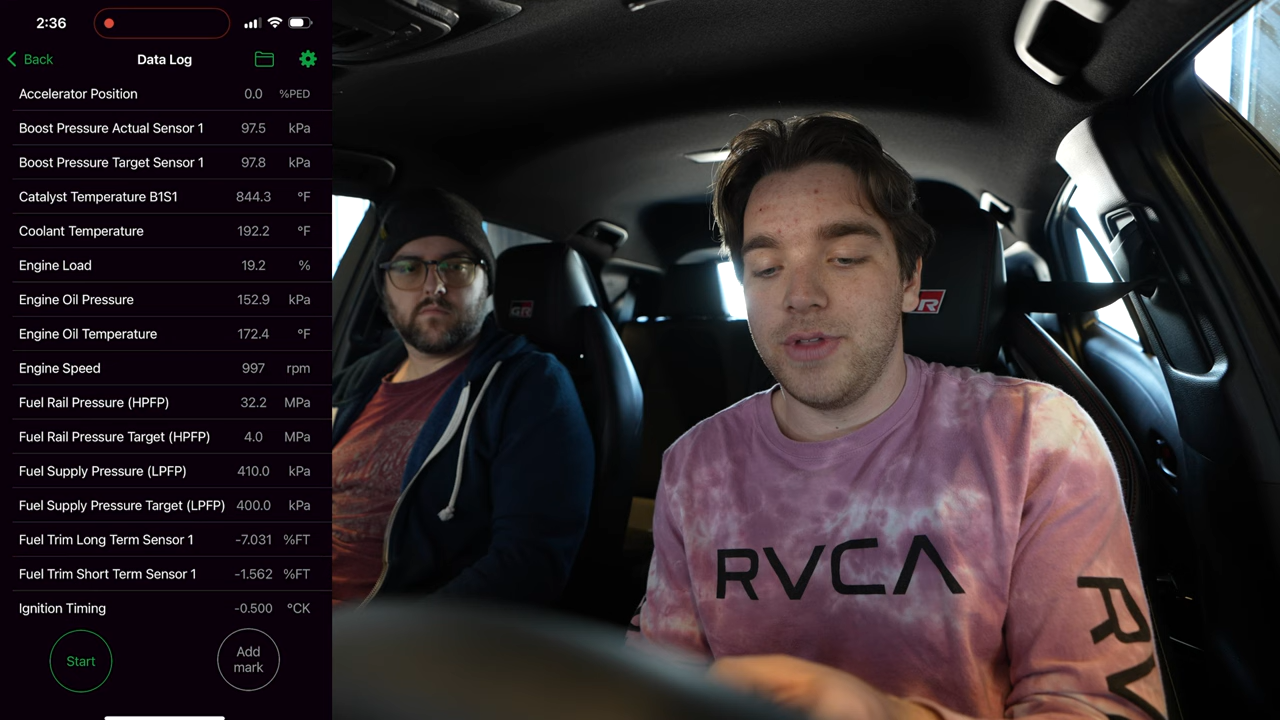 2:36
Back
Data Log
Accelerator Position 0.0 %PED
Boost Pressure Actual Sensor 1 97.5 kPa
Boost Pressure Target Sensor 1 97.8 kPa
Catalyst Temperature B1S1 844.3 °F
Coolant Temperature 192.2 °F
Engine Load 19.2 %
Engine Oil Pressure 152.9 kPa
Engine Oil Temperature 172.4 °F
Engine Speed 997 rpm
Fuel Rail Pressure (HPFP) 32.2 MPa
Fuel Rail Pressure Target (HPFP) 4.0 MPa
Fuel Supply Pressure (LPFP) 410.0 kPa
Fuel Supply Pressure Target (LPFP) 400.0 kPa
Fuel Trim Long Term Sensor 1 -7.031 %FT
Fuel Trim Short Term Sensor 1 -1.562 %FT
Ignition Timing -0.500 °CK
Start
Add
mark
GR
R
RVCA
RV